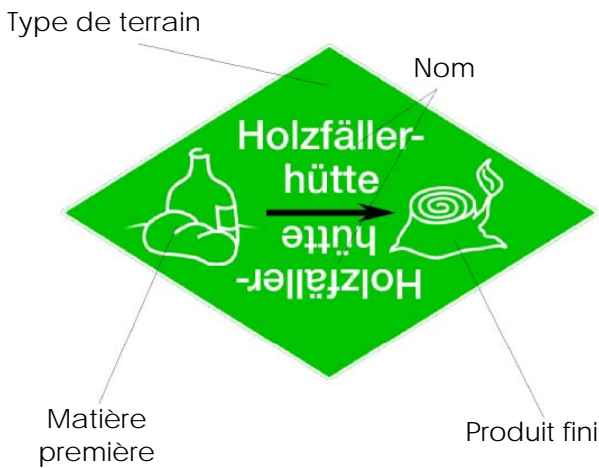 Type de terrain
Nom
Holzfäller-
hütte
hütte
Holzfäller-
Matière
première
Produit fini